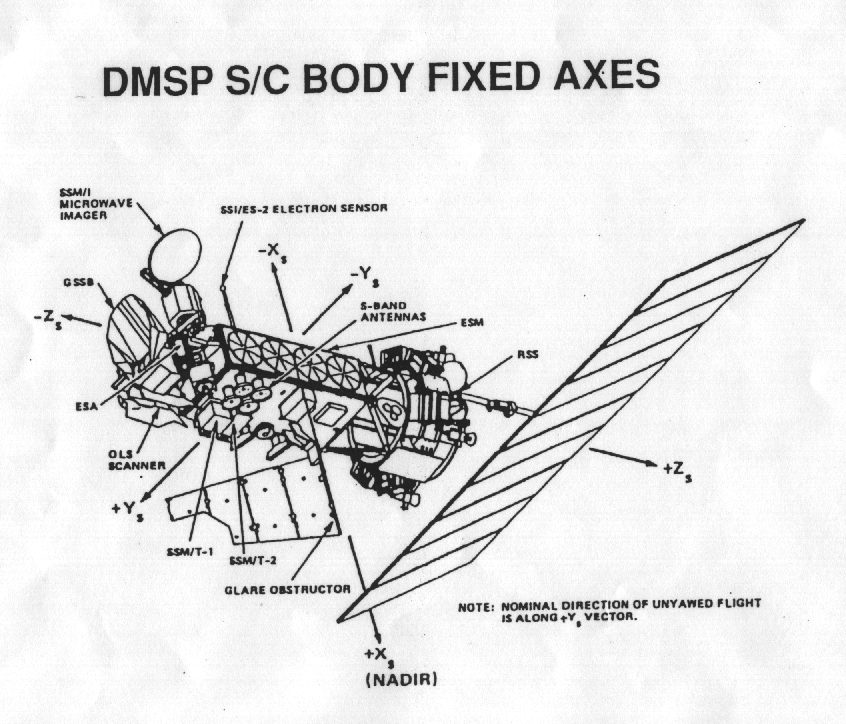 DMSP S/C BODY FIXED AXES
SSM/I
MICROWAVE
IMAGER
SSI/ES-2 ELECTRON SENSOR
-Xs
-Ys
GSSB
S-BAND
ANTENNAS
-Zs
ESM
RSS
ESA
OLS
SCANNER
+Zs
+Ys
SSM/T-1
SSM/T-2
GLARE OBSTRUCTOR
NOTE: NOMINAL DIRECTION OF UNYAWED FLIGHT
IS ALONG +Ys VECTOR.
+Xs
(NADIR)